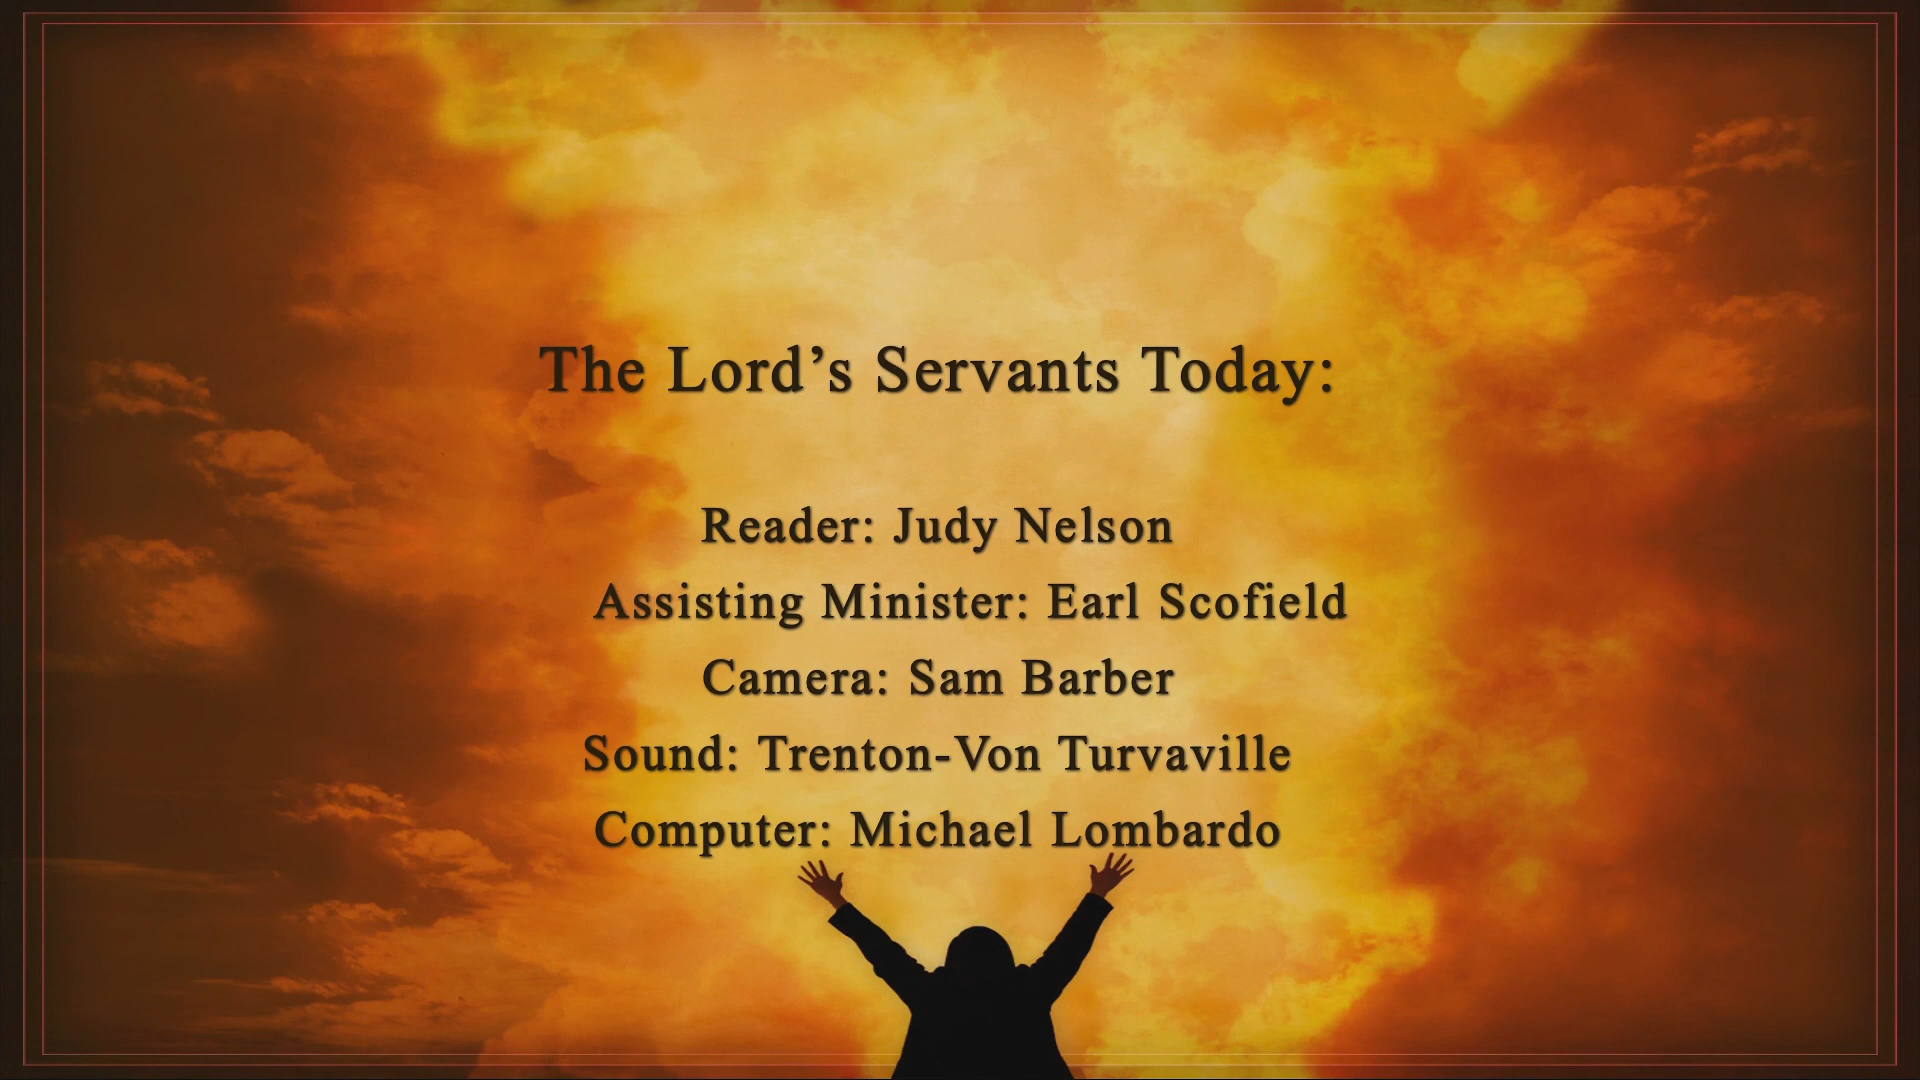 The Lord’s Servants Today:
Reader: Judy Nelson
Assisting Minister: Earl Scofield
Camera: Sam Barber
Sound: Trenton-Von Turvaville
Computer: Michael Lombardo